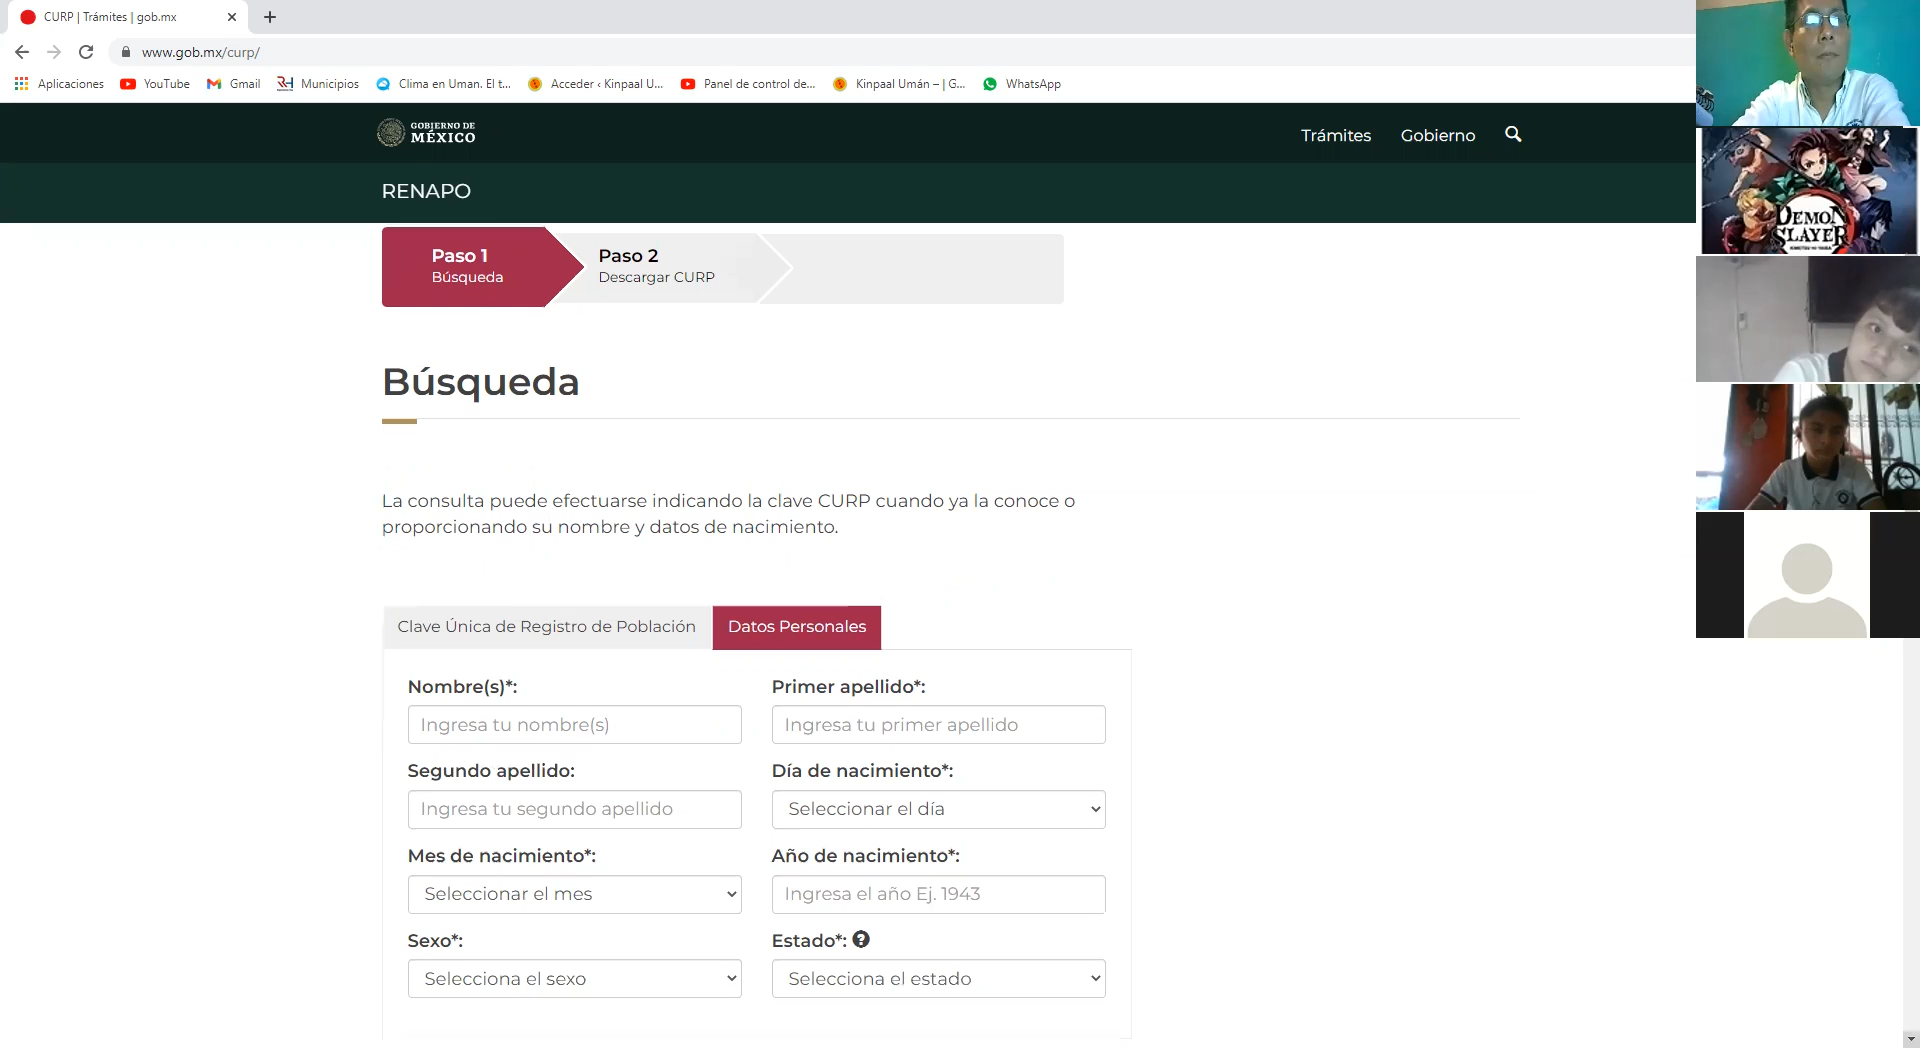 CURP | Trámites | gob.mx
www.gob.mx/curp/
Aplicaciones YouTube Gmail Municipios Clima en Uman. El t... Acceder ‹ Kinpaal U... Panel de control de... Kinpaal Umán – | G... WhatsApp
GOBIERNO DE
MÉXICO
Trámites Gobierno
RENAPO
Paso 1
Búsqueda
Paso 2
Descargar CURP
Búsqueda
La consulta puede efectuarse indicando la clave CURP cuando ya la conoce o
proporcionando su nombre y datos de nacimiento.
Clave Única de Registro de Población Datos Personales
Nombre(s)*: Primer apellido*:
Ingresa tu nombre(s) Ingresa tu primer apellido
Segundo apellido: Día de nacimiento*:
Ingresa tu segundo apellido Seleccionar el día
Mes de nacimiento*: Año de nacimiento*:
Seleccionar el mes Ingresa el año Ej. 1943
Sexo*: Estado*:
Selecciona el sexo Selecciona el estado
DEMON
SLAYER